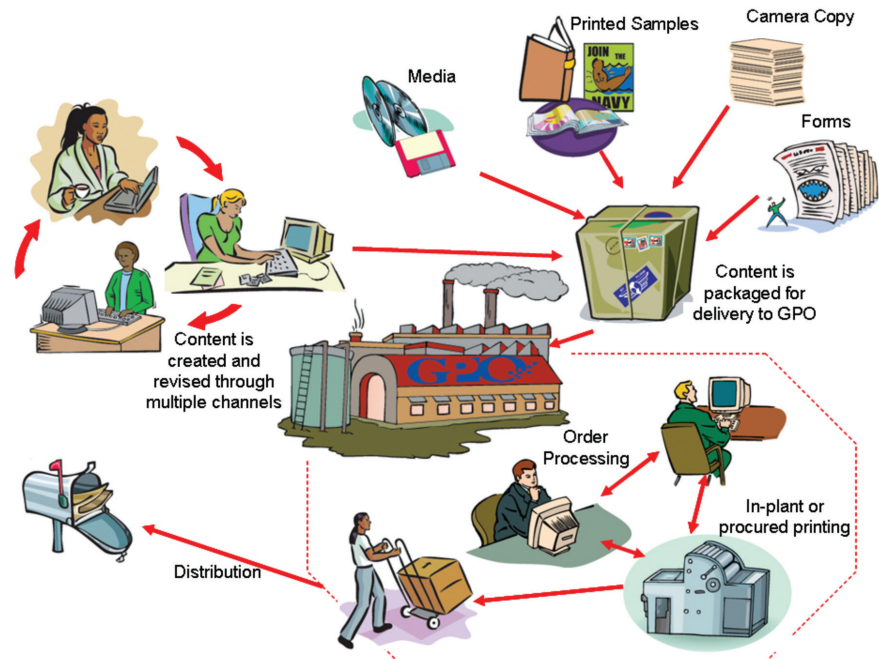 Printed Samples
Camera Copy
JOIN THE
NAVY
Media
Forms
Content is
packaged for
delivery to GPO
Content is
created and
revised through
multiple channels
GPO
Order
Processing
In-plant or
procured printing
Distribution